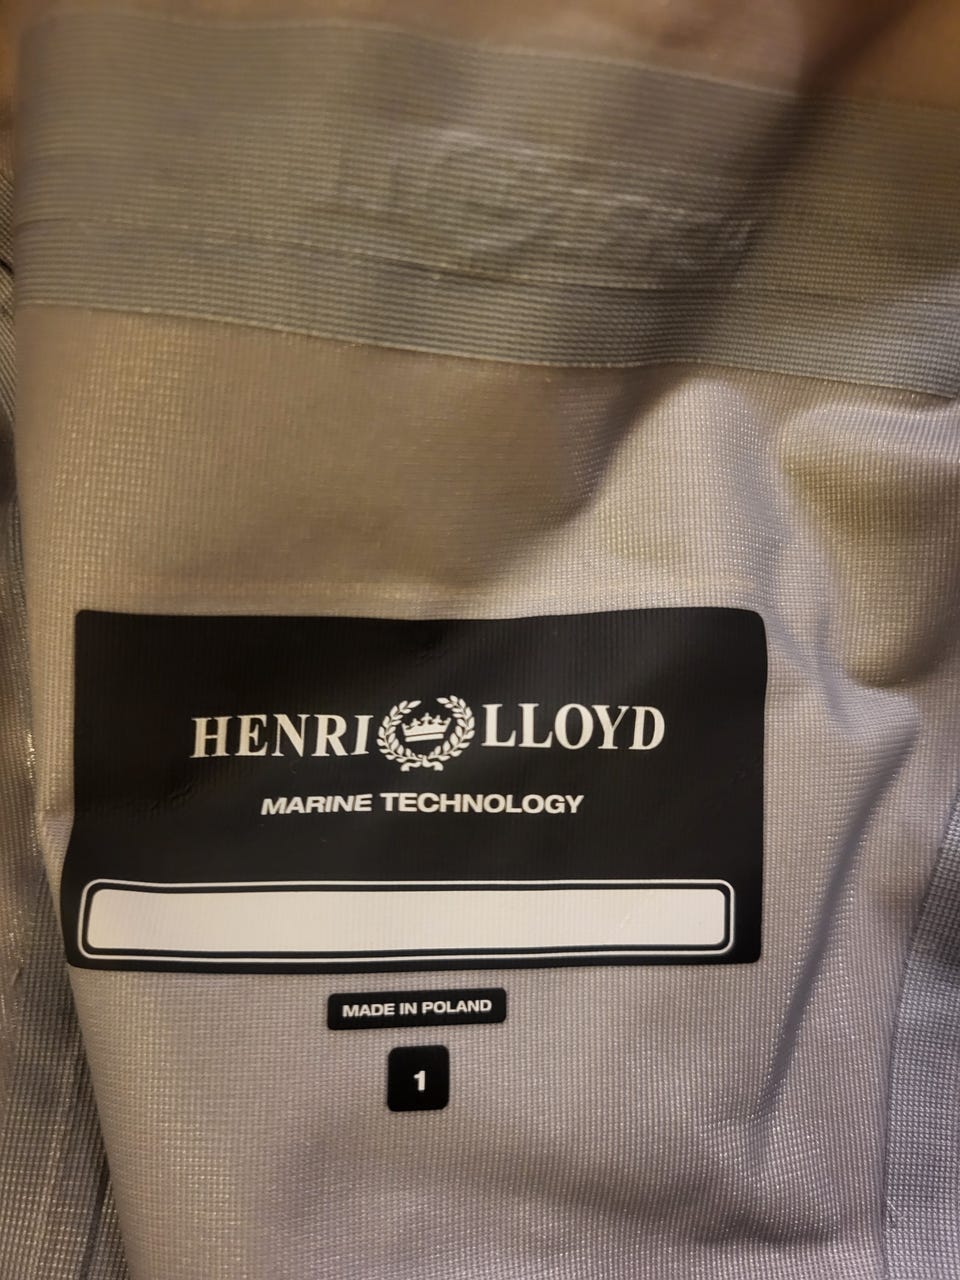 HENRI LLOYD
MARINE TECHNOLOGY
MADE IN POLAND
1